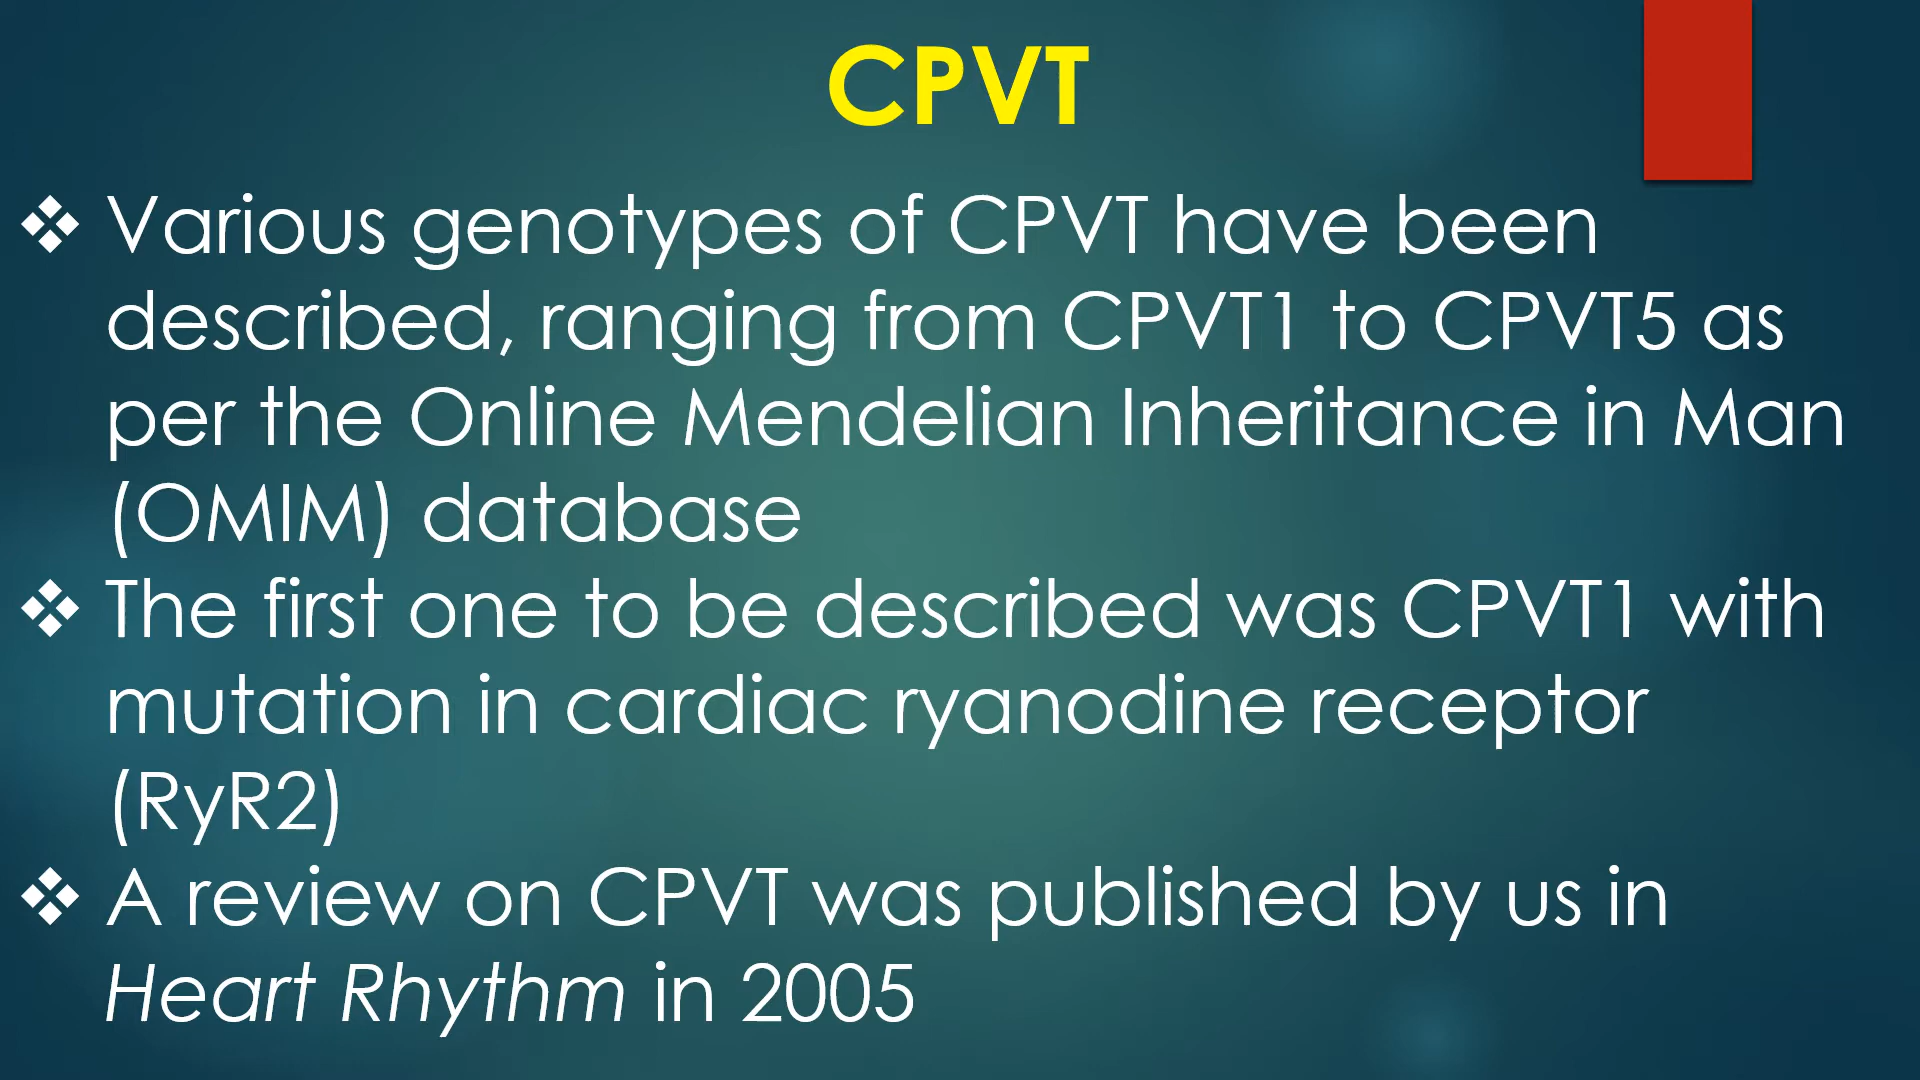 CPVT
❖ Various genotypes of CPVT have been
described, ranging from CPVT1 to CPVT5 as
per the Online Mendelian Inheritance in Man
(OMIM) database
❖ The first one to be described was CPVT1 with
mutation in cardiac ryanodine receptor
(RyR2)
❖ A review on CPVT was published by us in
Heart Rhythm in 2005